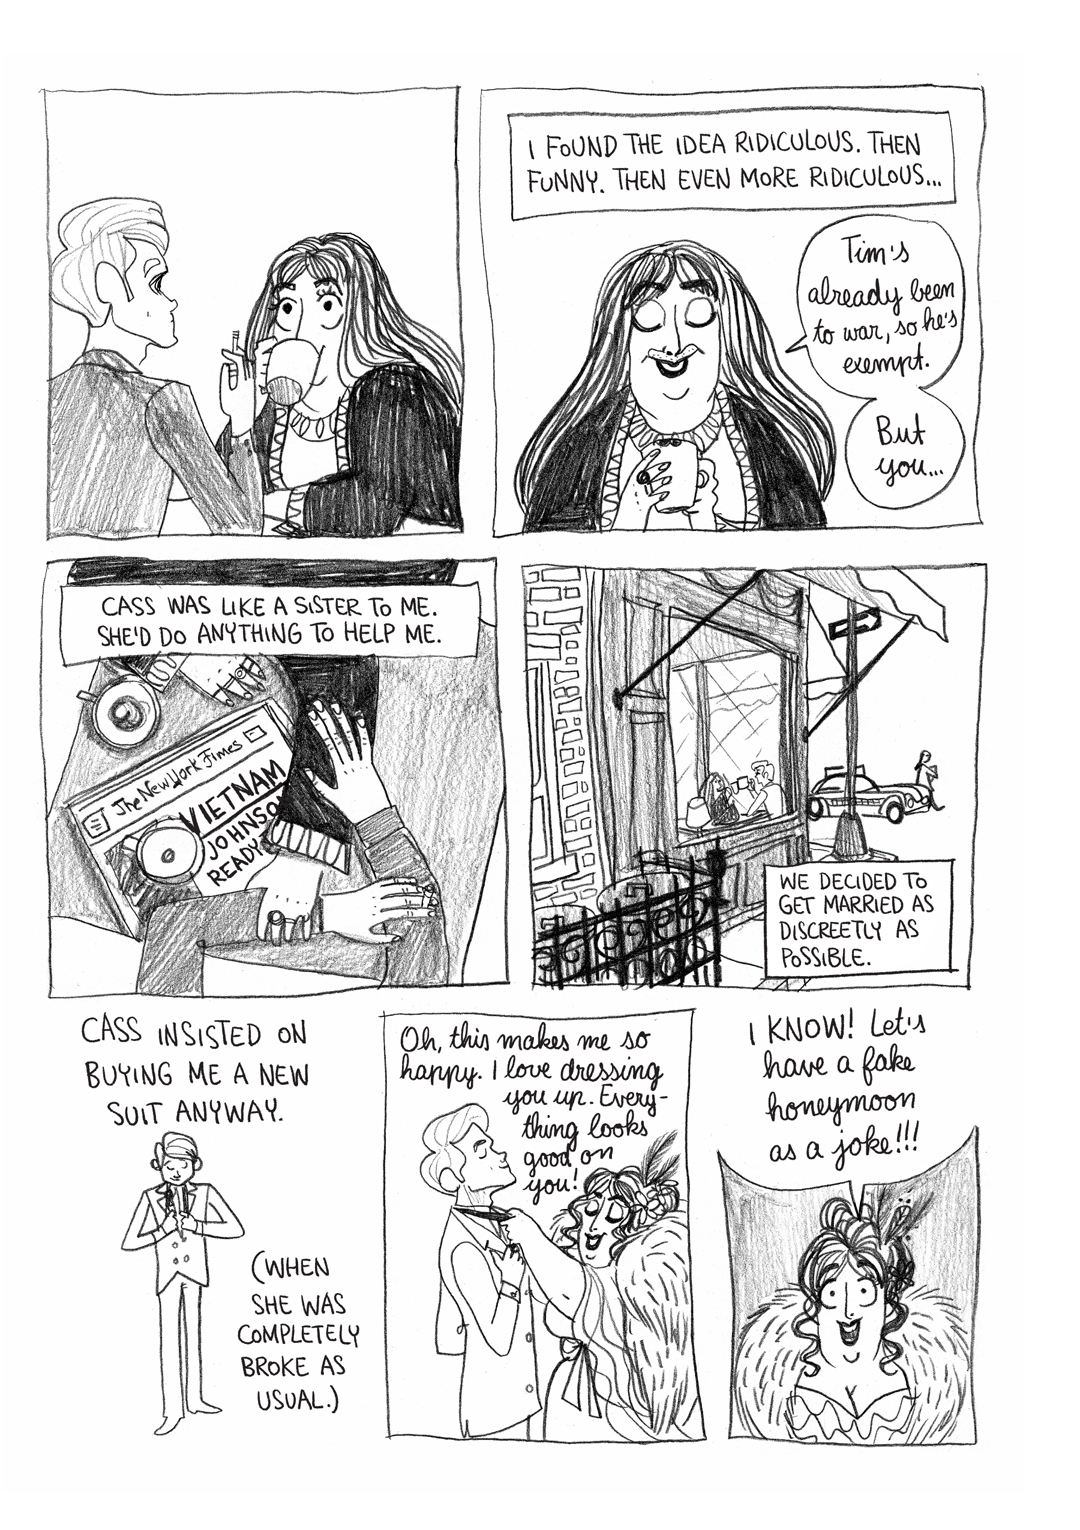 I FOUND THE IDEA RIDICULOUS. THEN
FUNNY. THEN EVEN MORE RIDICULOUS...
Tim's
already been
to war, so he's
exempt.
But
you...
CASS WAS LIKE A SISTER TO ME.
SHE'D DO ANYTHING TO HELP ME.
The New York Times
VIETNAM
JOHNSON
READY
WE DECIDED TO
GET MARRIED AS
DISCREETLY AS
POSSIBLE.
CASS INSISTED ON
BUYING ME A NEW
SUIT ANYWAY.
(WHEN
SHE WAS
COMPLETELY
BROKE AS
USUAL.)
Oh, this makes me so
happy. I love dressing
you up. Every-
thing looks
good on
you!
I KNOW! Let's
have a fake
honeymoon
as a joke!!!